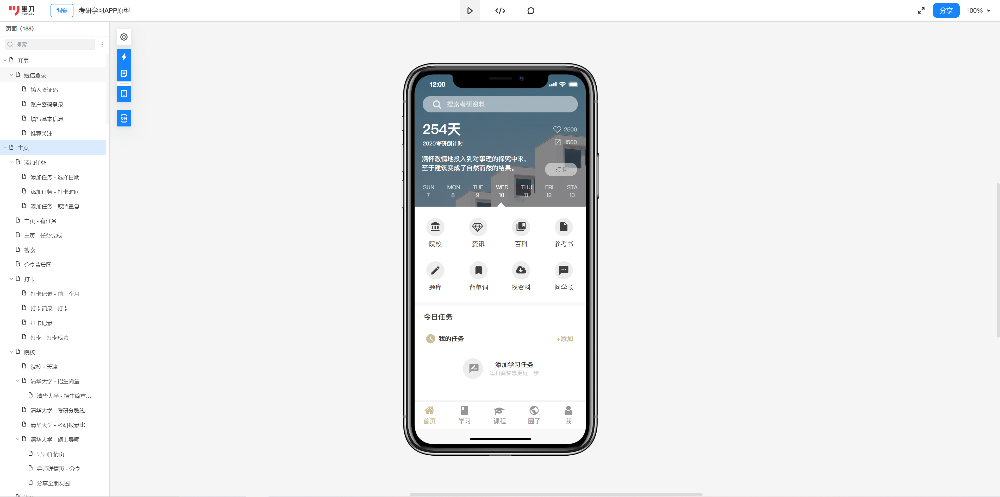 墨刀
MODAO.CC
编辑
考研学习APP原型
分享
100%
页面（188）
搜索
开屏
短信登录
输入验证码
账户密码登录
填写基本信息
推荐关注
主页
添加任务
添加任务 - 选择日期
添加任务 - 打卡时间
添加任务 - 取消重复
主页 - 有任务
主页 - 任务完成
搜索
分享背景图
打卡
打卡记录 - 前一个月
打卡记录 - 打卡
打卡记录
打卡 - 打卡成功
院校
院校 - 天津
清华大学 - 招生简章
清华大学 - 招生简章...
清华大学 - 考研分数线
清华大学 - 考研报录比
清华大学 - 硕士导师
导师详情页
导师详情页 - 分享
分享至朋友圈
ON
12:00
搜索考研资料
254天
2500
2020考研倒计时
1500
满怀激情地投入到对事理的探究中来，
至于建筑变成了自然而然的结果。
打卡
SUN MON TUE WED THU FRI STA
7 8 9 10 11 12 13
院校 资讯 百科 参考书
题库 背单词 找资料 问学长
今日任务
我的任务
+添加
添加学习任务
每日离梦想更近一步
首页 学习 课程 圈子 我